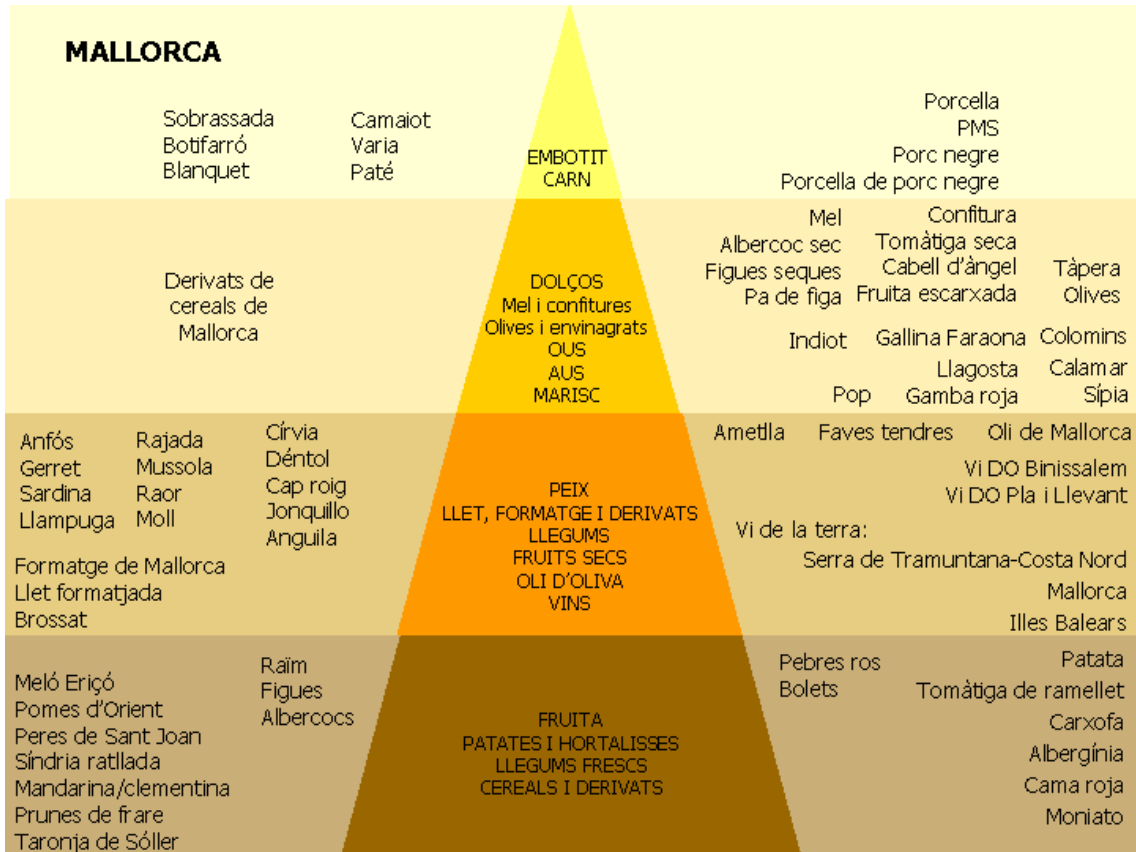 MALLORCA
Sobrassada
Botifarró
Blanquet
Camaiot
Varia
Paté
EMBOTIT
CARN
Porcella
PMS
Porc negre
Porcella de porc negre
Derivats de
cereals de
Mallorca
DOLÇOS
Mel i confitures
Olives i envinagrats
OUS
AUS
MARISC
Mel
Albercoc sec
Figues seques
Pa de figa
Confitura
Tomàtiga seca
Cabell d'àngel
Fruita escarxada
Tàpera
Olives
Indiot
Gallina Faraona
Colomins
Llagosta
Calamar
Pop
Gamba roja
Sípia
Anfós
Gerret
Sardina
Llampuga
Rajada
Mussola
Raor
Moll
Círvia
Déntol
Cap roig
Jonquillo
Anguila
Formatge de Mallorca
Llet formatjada
Brossat
PEIX
LLET, FORMATGE I DERIVATS
LLEGUMS
FRUITS SECS
OLI D'OLIVA
VINS
Ametlla
Faves tendres
Oli de Mallorca
Vi DO Binissalem
Vi DO Pla i Llevant
Vi de la terra:
Serra de Tramuntana-Costa Nord
Mallorca
Illes Balears
Meló Eriçó
Pomes d'Orient
Peres de Sant Joan
Síndria ratllada
Mandarina/clementina
Prunes de frare
Taronja de Sóller
Raïm
Figues
Albercocs
FRUITA
PATATES I HORTALISSES
LLEGUMS FRESCS
CEREALS I DERIVATS
Pebres ros
Bolets
Patata
Tomàtiga de ramellet
Carxofa
Albergínia
Cama roja
Moniato